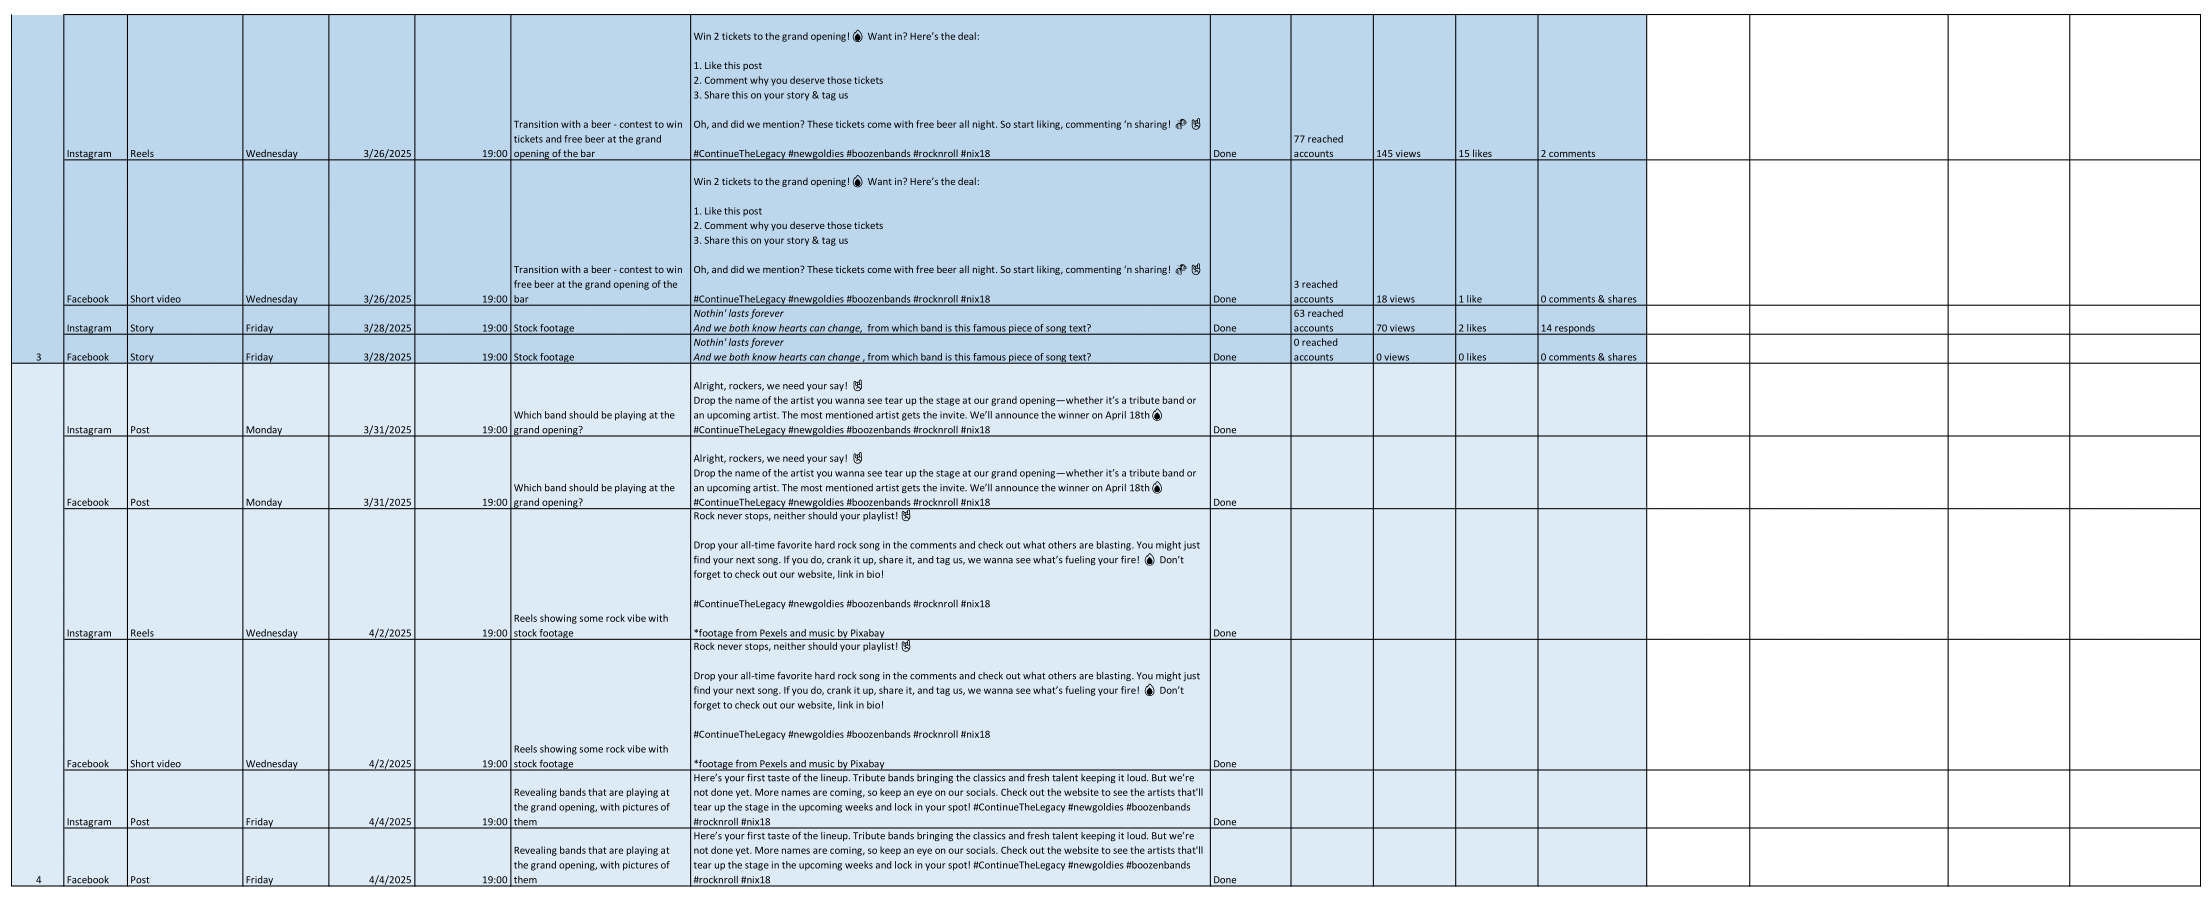 Win 2 tickets to the grand opening! 🔥 Want in? Here's the deal:
1. Like this post
2. Comment why you deserve those tickets
3. Share this on your story & tag us
Oh, and did we mention? These tickets come with free beer all night. So start liking, commenting 'n sharing! 🍻 🤘
#ContinueTheLegacy #newgoldies #boozenbands #rocknroll #nix18
Instagram Reels Wednesday 3/26/2025 19:00
Transition with a beer - contest to win
tickets and free beer at the grand
opening of the bar
Done
77 reached
accounts
145 views 15 likes 2 comments
Win 2 tickets to the grand opening! 🔥 Want in? Here's the deal:
1. Like this post
2. Comment why you deserve those tickets
3. Share this on your story & tag us
Oh, and did we mention? These tickets come with free beer all night. So start liking, commenting 'n sharing! 🍻 🤘
#ContinueTheLegacy #newgoldies #boozenbands #rocknroll #nix18
Facebook Short video Wednesday 3/26/2025 19:00
Transition with a beer - contest to win
free beer at the grand opening of the
bar
Done
3 reached
accounts
18 views 1 like 0 comments & shares
Instagram Story Friday 3/28/2025 19:00 Stock footage
Nothin' lasts forever
And we both know hearts can change, from which band is this famous piece of song text?
Done
63 reached
accounts
70 views 2 likes 14 responds
3 Facebook Story Friday 3/28/2025 19:00 Stock footage
Nothin' lasts forever
And we both know hearts can change , from which band is this famous piece of song text?
Done
0 reached
accounts
0 views 0 likes 0 comments & shares
Instagram Post Monday 3/31/2025 19:00
Which band should be playing at the
grand opening?
Alright, rockers, we need your say! 🤘
Drop the name of the artist you wanna see tear up the stage at our grand opening—whether it's a tribute band or
an upcoming artist. The most mentioned artist gets the invite. We'll announce the winner on April 18th🔥
#ContinueTheLegacy #newgoldies #boozenbands #rocknroll #nix18
Done
Facebook Post Monday 3/31/2025 19:00
Which band should be playing at the
grand opening?
Alright, rockers, we need your say! 🤘
Drop the name of the artist you wanna see tear up the stage at our grand opening—whether it's a tribute band or
an upcoming artist. The most mentioned artist gets the invite. We'll announce the winner on April 18th🔥
#ContinueTheLegacy #newgoldies #boozenbands #rocknroll #nix18
Done
Instagram Reels Wednesday 4/2/2025 19:00
Reels showing some rock vibe with
stock footage
Rock never stops, neither should your playlist! 🤘
Drop your all-time favorite hard rock song in the comments and check out what others are blasting. You might just
find your next song. If you do, crank it up, share it, and tag us, we wanna see what's fueling your fire! 🔥 Don't
forget to check out our website, link in bio!
#ContinueTheLegacy #newgoldies #boozenbands #rocknroll #nix18
*footage from Pexels and music by Pixabay
Done
Facebook Short video Wednesday 4/2/2025 19:00
Reels showing some rock vibe with
stock footage
Rock never stops, neither should your playlist! 🤘
Drop your all-time favorite hard rock song in the comments and check out what others are blasting. You might just
find your next song. If you do, crank it up, share it, and tag us, we wanna see what's fueling your fire! 🔥 Don't
forget to check out our website, link in bio!
#ContinueTheLegacy #newgoldies #boozenbands #rocknroll #nix18
*footage from Pexels and music by Pixabay
Done
Instagram Post Friday 4/4/2025 19:00
Revealing bands that are playing at
the grand opening, with pictures of
them
Here's your first taste of the lineup. Tribute bands bringing the classics and fresh talent keeping it loud. But we're
not done yet. More names are coming, so keep an eye on our socials. Check out the website to see the artists that'll
tear up the stage in the upcoming weeks and lock in your spot! #ContinueTheLegacy #newgoldies #boozenbands
#rocknroll #nix18
Done
4 Facebook Post Friday 4/4/2025 19:00
Revealing bands that are playing at
the grand opening, with pictures of
them
Here's your first taste of the lineup. Tribute bands bringing the classics and fresh talent keeping it loud. But we're
not done yet. More names are coming, so keep an eye on our socials. Check out the website to see the artists that'll
tear up the stage in the upcoming weeks and lock in your spot! #ContinueTheLegacy #newgoldies #boozenbands
#rocknroll #nix18
Done